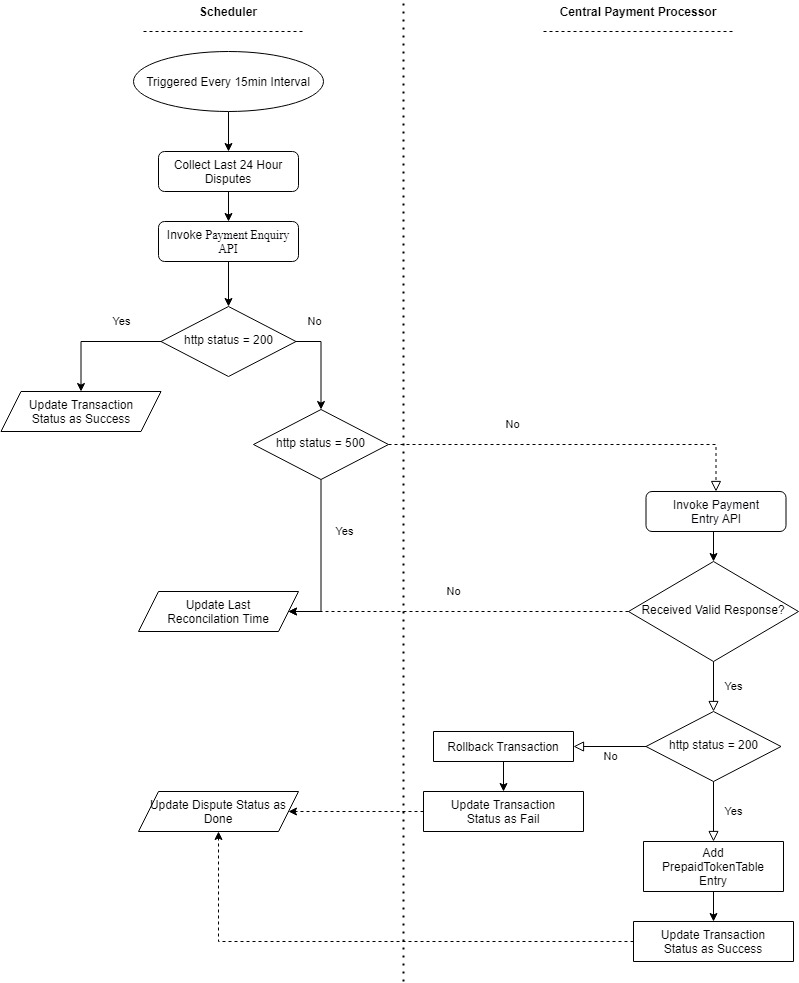 Scheduler
Central Payment Processor
Triggered Every 15min Interval
Collect Last 24 Hour
Disputes
Invoke Payment Enquiry
API
Yes
No
http status = 200
Update Transaction
Status as Success
http status = 500
No
Invoke Payment
Entry API
Yes
No
Update Last
Reconcilation Time
Received Valid Response?
Yes
Rollback Transaction
No
http status = 200
Update Dispute Status as
Done
Update Transaction
Status as Fail
Yes
Add
PrepaidTokenTable
Entry
Update Transaction
Status as Success